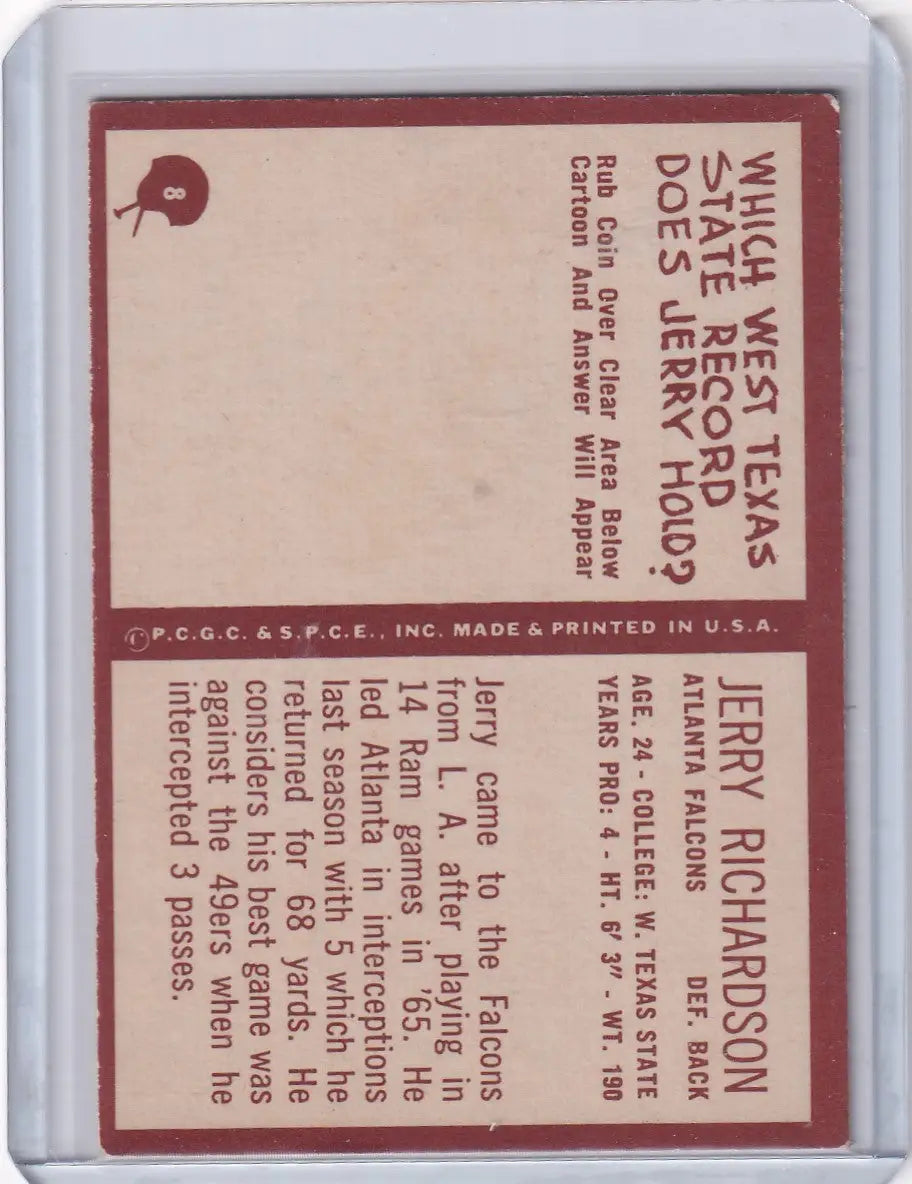 WHICH WEST TEXAS
STATE RECORD
DOES JERRY HOLD?
Rub Coin Over Clear Area Below
Cartoon And Answer Will Appear
8
© P.C.G.C. & S.P.C.E., INC. MADE & PRINTED IN U.S.A.
JERRY RICHARDSON
ATLANTA FALCONS DEF. BACK
AGE. 24 - COLLEGE: W. TEXAS STATE
YEARS PRO: 4 - HT. 6' 3" - WT. 190
Jerry came to the Falcons
from L. A. after playing in
14 Ram games in '65. He
led Atlanta in interceptions
last season with 5 which he
returned for 68 yards. He
considers his best game was
against the 49ers when he
intercepted 3 passes.